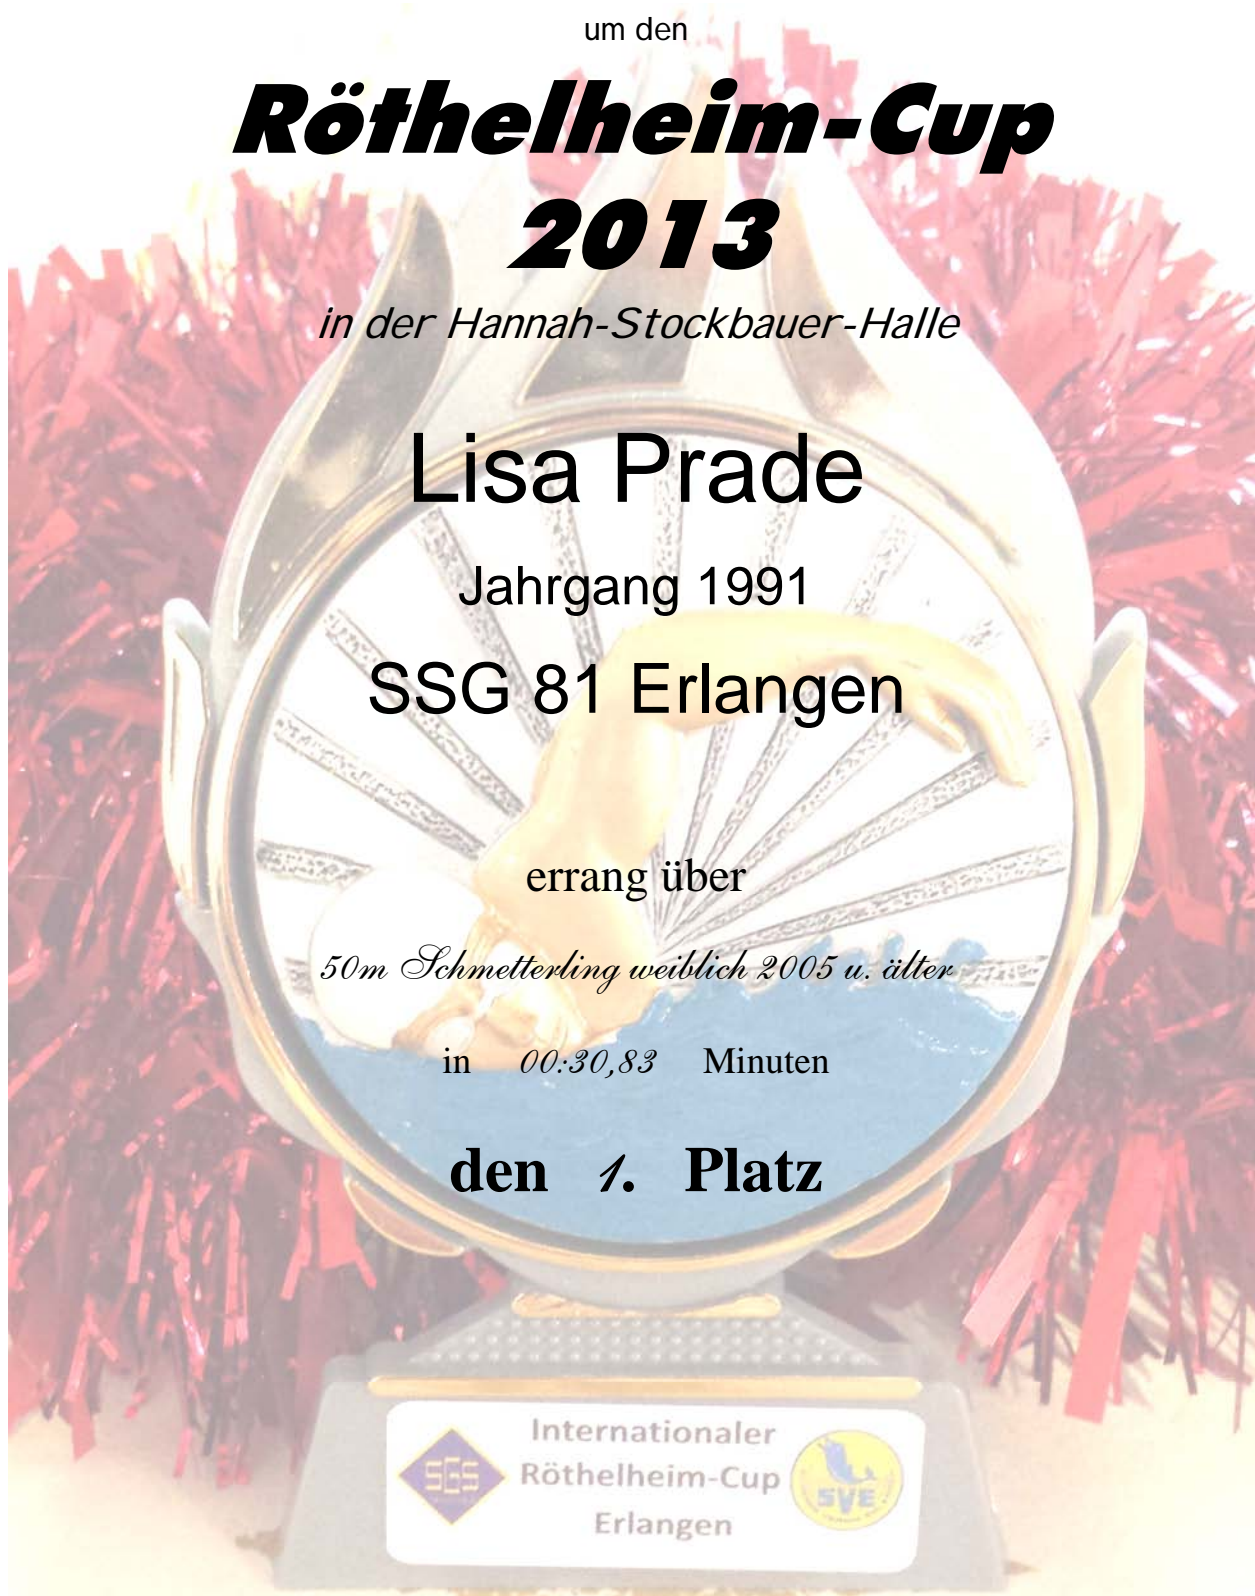 um den
Röthelheim-Cup
2013
in der Hannah-Stockbauer-Halle
Lisa Prade
Jahrgang 1991
SSG 81 Erlangen
errang über
50m Schmetterling weiblich 2005 u. älter
in 00:30,83 Minuten
den 1. Platz
Internationaler
SGS Röthelheim-Cup SVE
Erlangen